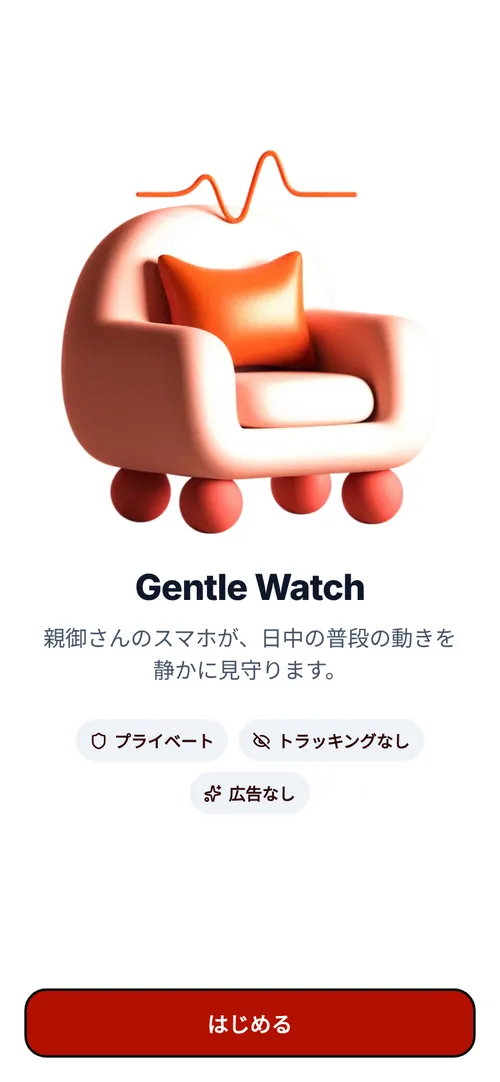 Gentle Watch
親御さんのスマホが、日中の普段の動きを
静かに見守ります。
プライベート
トラッキングなし
広告なし
はじめる